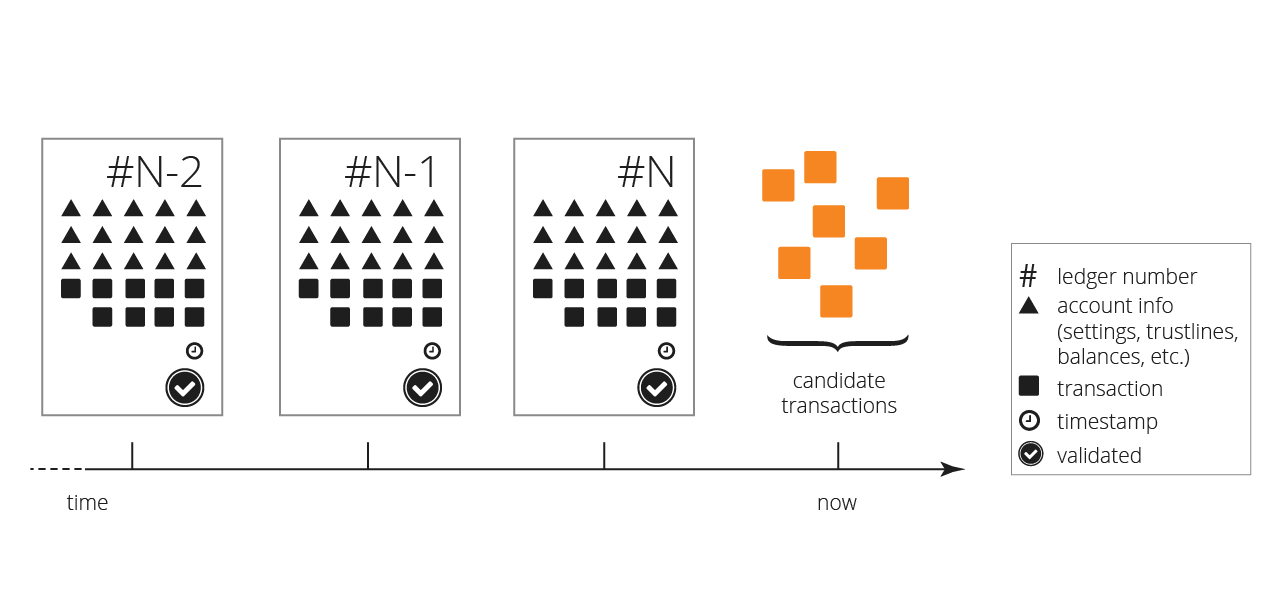 #N-2
#N-1
#N
candidate
transactions
time
now
# ledger number
account info
(settings, trustlines,
balances, etc.)
transaction
timestamp
validated